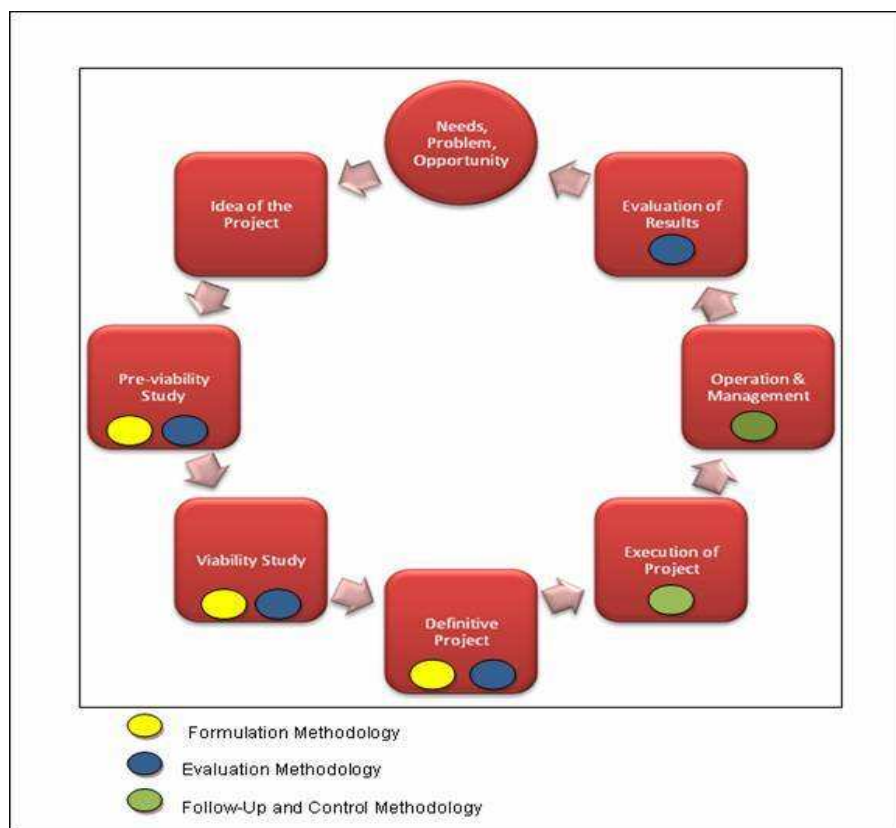 Needs,
Problem,
Opportunity
Idea of the
Project
Pre-viability
Study
Viability Study
Definitive
Project
Execution of
Project
Operation &
Management
Evaluation of
Results
Formulation Methodology
Evaluation Methodology
Follow-Up and Control Methodology